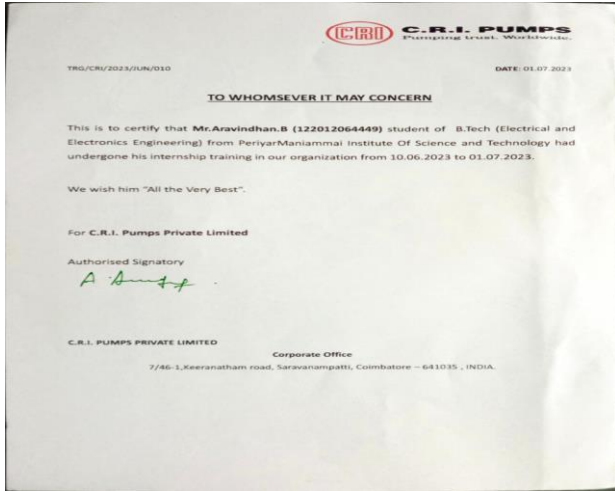 CRI C.R.I. PUMPS
Pumping trust. Worldwide.
TRG/CRI/2023/JUN/010 DATE: 01.07.2023
TO WHOMSEVER IT MAY CONCERN
This is to certify that Mr.Aravindhan.B (122012064449) student of B.Tech (Electrical and
Electronics Engineering) from PeriyarManiammai Institute Of Science and Technology had
undergone his internship training in our organization from 10.06.2023 to 01.07.2023.
We wish him “All the Very Best”.
For C.R.I. Pumps Private Limited
Authorised Signatory
C.R.I. PUMPS PRIVATE LIMITED
Corporate Office
7/46-1,Keeranatham road, Saravanampatti, Coimbatore – 641035 , INDIA.